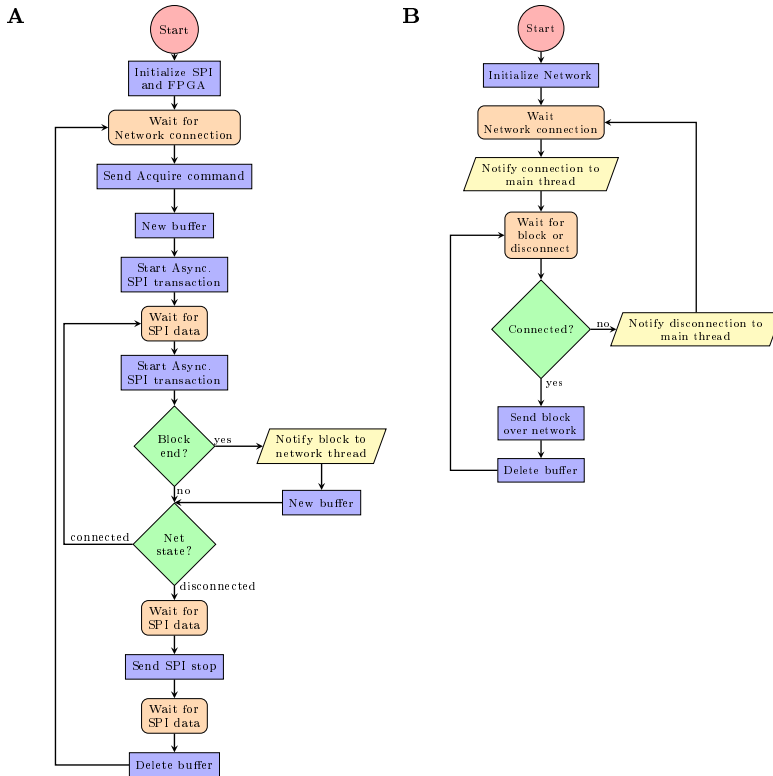 A
Start
Initialize SPI
and FPGA
Wait for
Network connection
Send Acquire command
New buffer
Start Async.
SPI transaction
Wait for
SPI data
Start Async.
SPI transaction
Block
end?
yes
Notify block to
network thread
no
New buffer
Net
state?
connected
disconnected
Wait for
SPI data
Send SPI stop
Wait for
SPI data
Delete buffer
B
Start
Initialize Network
Wait
Network connection
Notify connection to
main thread
Wait for
block or
disconnect
Connected?
no
Notify disconnection to
main thread
yes
Send block
over network
Delete buffer